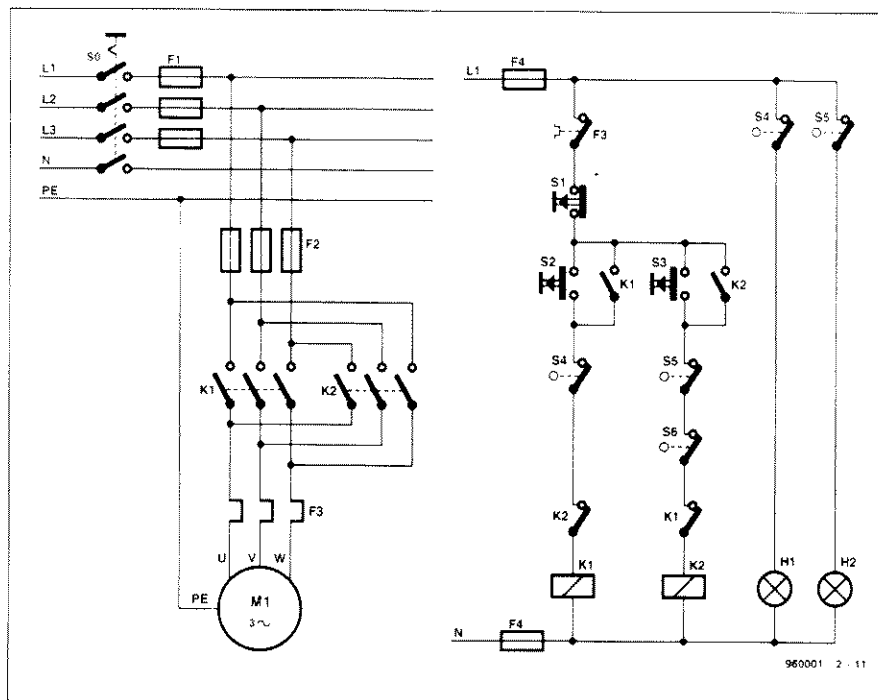 S0
F1
L1
L2
L3
N
PE
F2
K1
K2
F3
U
V
W
PE
M1
3~
L1
F4
F3
S4
S5
S1
S2
K1
S3
K2
S4
S5
S6
K2
K1
K1
K2
H1
H2
N
F4
960001 2 - 11